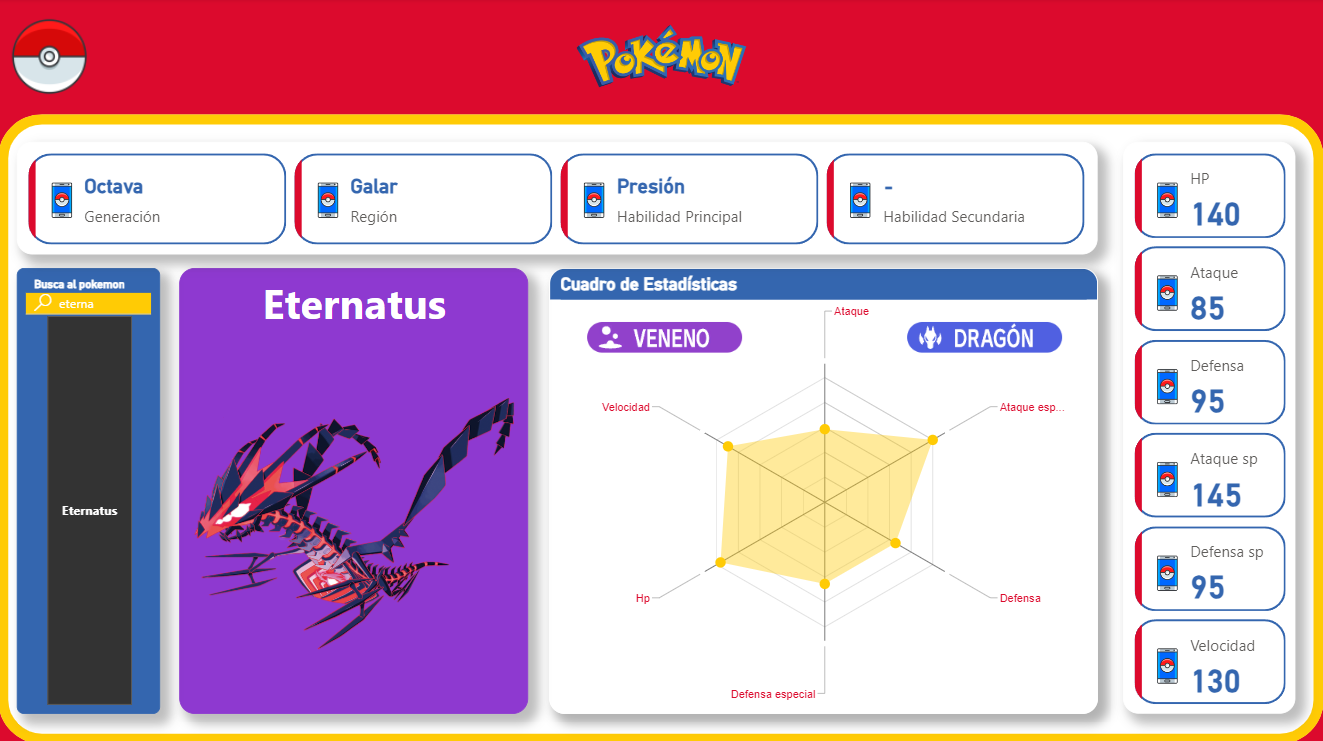 POKéMON
Octava
Generación
Galar
Región
Presión
Habilidad Principal
-
Habilidad Secundaria
Busca al pokemon
eterna
Eternatus
Eternatus
Cuadro de Estadísticas
VENENO
DRAGÓN
Ataque
Velocidad
Ataque esp...
Hp
Defensa
Defensa especial
HP
140
Ataque
85
Defensa
95
Ataque sp
145
Defensa sp
95
Velocidad
130